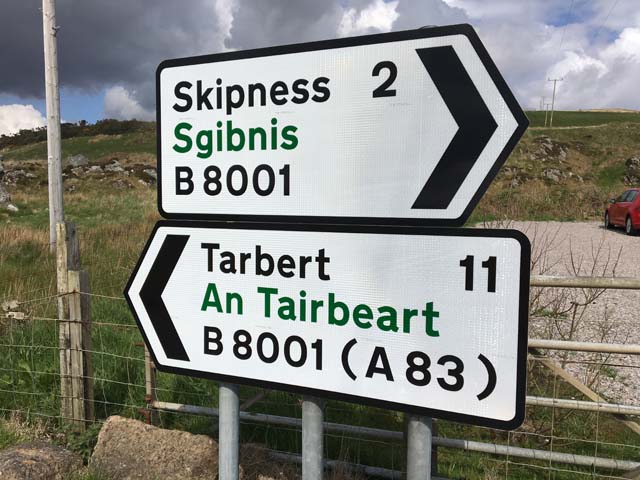 Skipness 2
Sgibnis
B 8001
Tarbert 11
An Tairbeart
B 8001 (A 83)